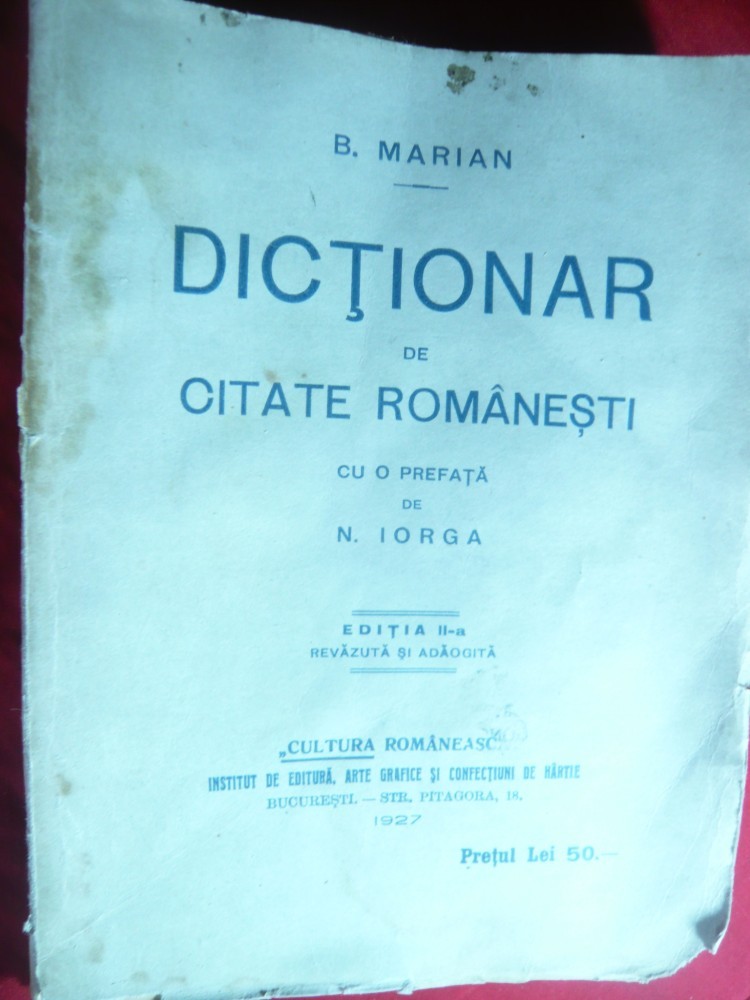 B. MARIAN
DICŢIONAR
DE
CITATE ROMÂNEŞTI
CU O PREFAŢĂ
DE
N. IORGA
EDIŢIA II-a
REVĂZUTĂ ŞI ADĂOGITĂ
„CULTURA
INSTITUT DE EDITURĂ, ARTE GRAFICE ŞI CONFECŢIUNI DE HÂRTIE
BUCUREŞTI. — STR. PITAGORA, 18.
1927
Preţul Lei 50.—